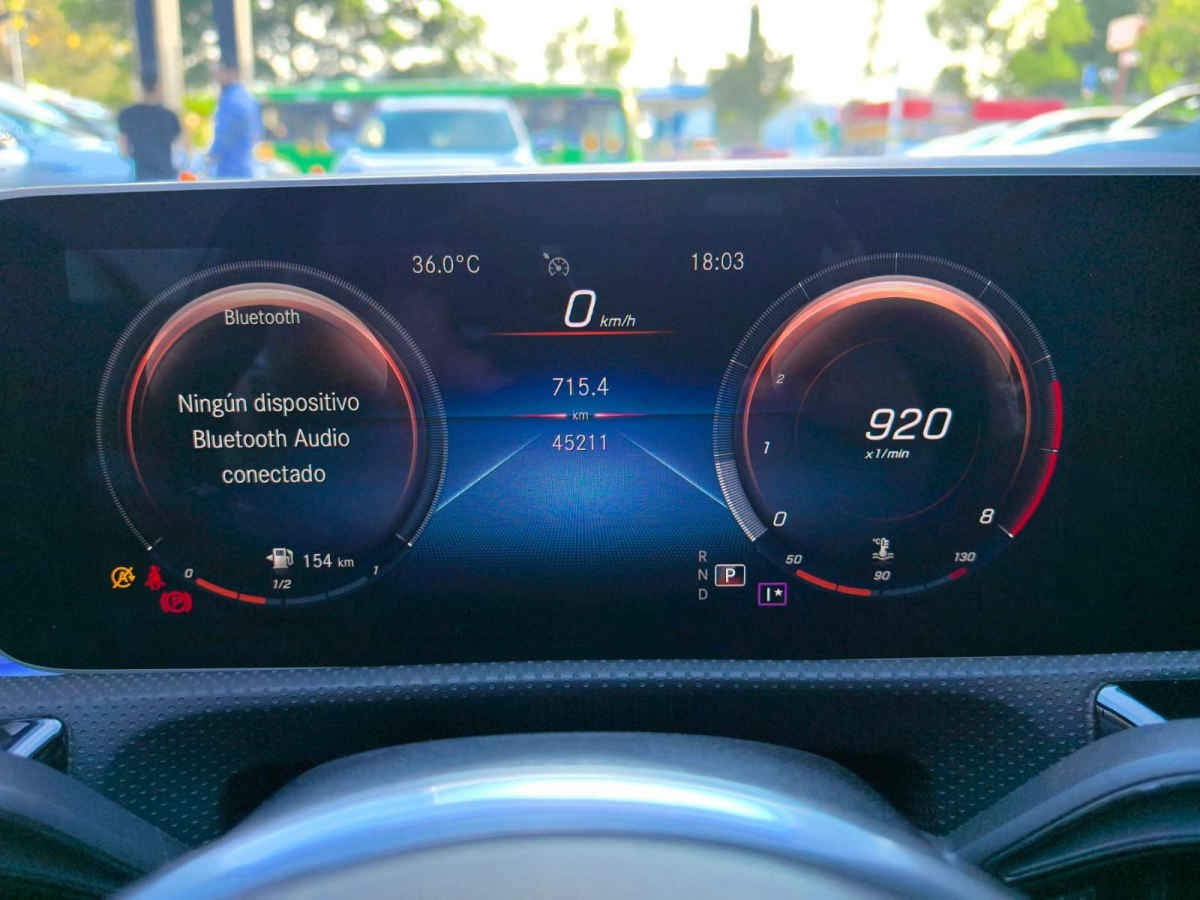 36.0°C
18:03
0 km/h
Bluetooth
Ningún dispositivo
Bluetooth Audio
conectado
715.4
km
45211
2
1
0
920
x1/min
8
154 km
0
1/2
1
R
N
P
D
I*
50
°C
90
130